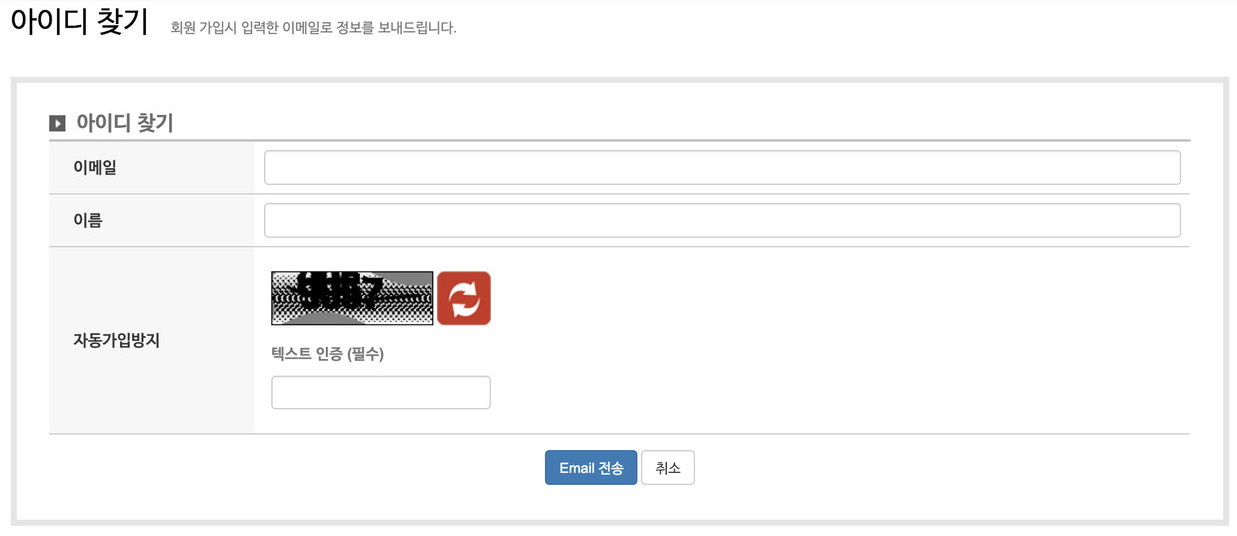 아이디 찾기
회원 가입시 입력한 이메일로 정보를 보내드립니다.
아이디 찾기
이메일
이름
자동가입방지
텍스트 인증 (필수)
Email 전송
취소